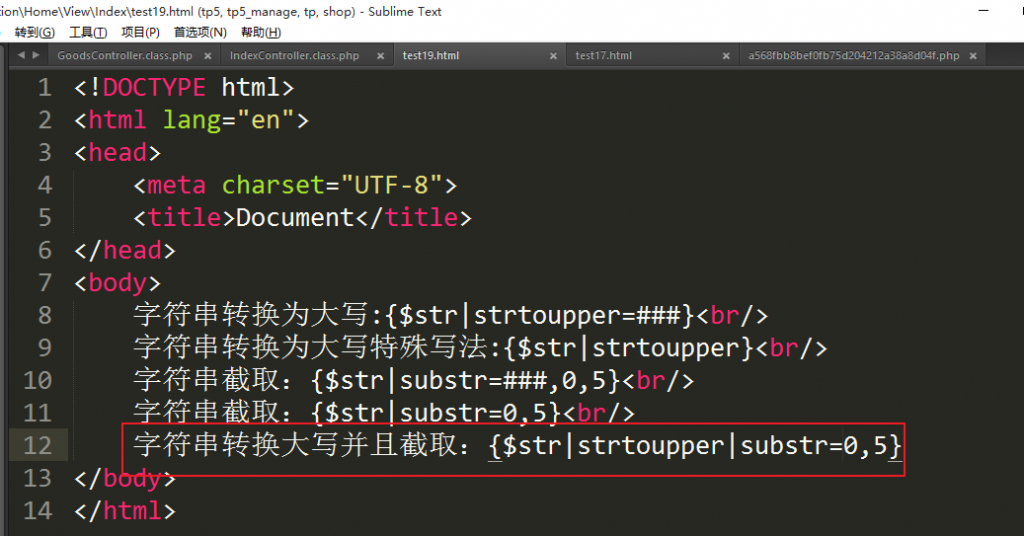 tion\Home\View\Index\test19.html (tp5, tp5_manage, tp, shop) - Sublime Text
转到(G) 工具(T) 项目(P) 首选项(N) 帮助(H)
GoodsController.class.php IndexController.class.php test19.html test17.html a568fbb8bef0fb75d204212a38a8d04f.php
1 <!DOCTYPE html>
2 <html lang="en">
3 <head>
4 <meta charset="UTF-8">
5 <title>Document</title>
6 </head>
7 <body>
8 字符串转换为大写:{$str|strtoupper=###}<br/>
9 字符串转换为大写特殊写法:{$str|strtoupper}<br/>
10 字符串截取：{$str|substr=###,0,5}<br/>
11 字符串截取：{$str|substr=0,5}<br/>
12 字符串转换大写并且截取：{$str|strtoupper|substr=0,5}
13 </body>
14 </html>